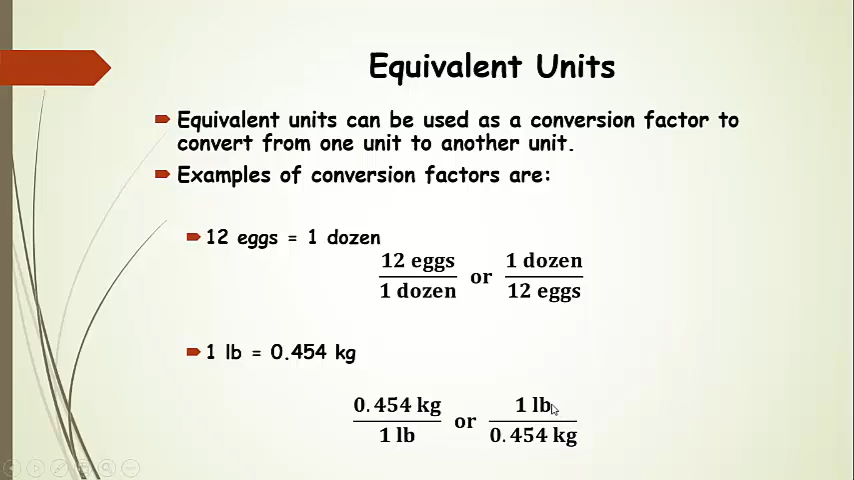 Equivalent Units
Equivalent units can be used as a conversion factor to
convert from one unit to another unit.
Examples of conversion factors are:
12 eggs = 1 dozen
12 eggs / 1 dozen or 1 dozen / 12 eggs
1 lb = 0.454 kg
0.454 kg / 1 lb or 1 lb / 0.454 kg